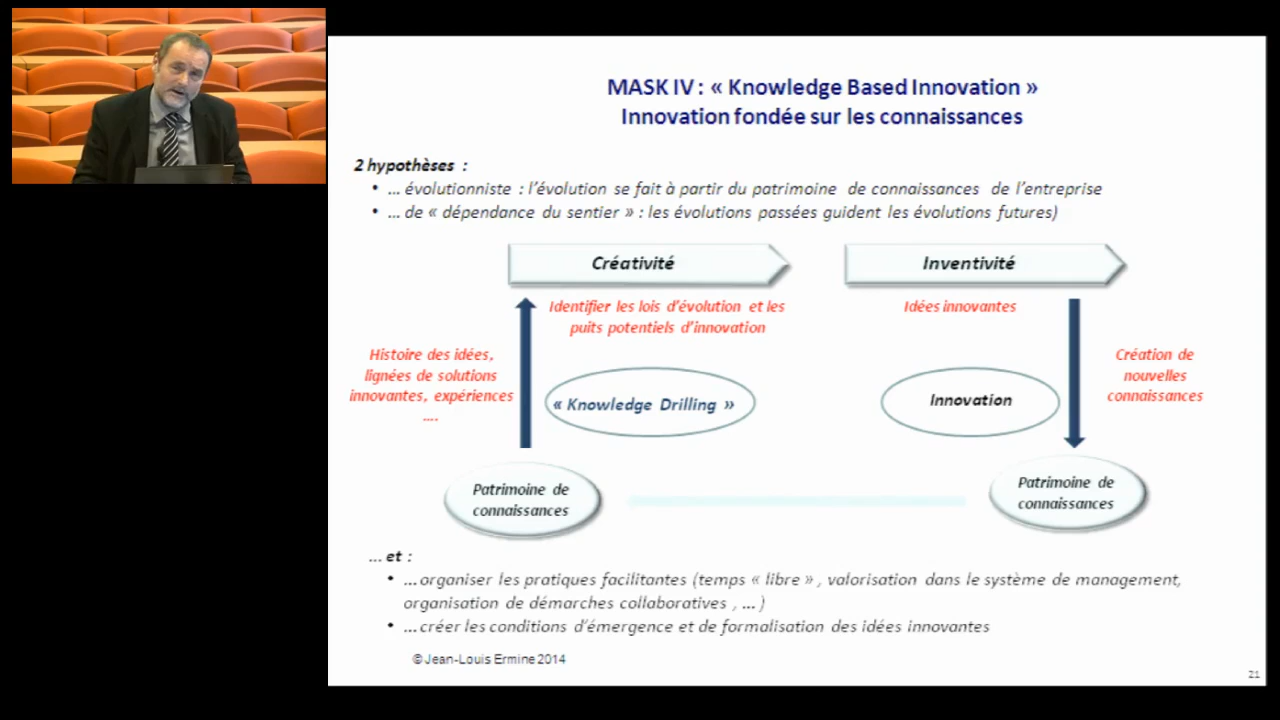 MASK IV : « Knowledge Based Innovation »
Innovation fondée sur les connaissances
2 hypothèses :
• ... évolutionniste : l'évolution se fait à partir du patrimoine de connaissances de l'entreprise
• ... de « dépendance du sentier » : les évolutions passées guident les évolutions futures)
Créativité
Inventivité
Identifier les lois d'évolution et les
puits potentiels d'innovation
Idées innovantes
Histoire des idées,
lignées de solutions
innovantes, expériences
....
Création de
nouvelles
connaissances
« Knowledge Drilling »
Innovation
Patrimoine de
connaissances
Patrimoine de
connaissances
... et :
• ... organiser les pratiques facilitantes (temps « libre » , valorisation dans le système de management,
organisation de démarches collaboratives , ... )
• ... créer les conditions d'émergence et de formalisation des idées innovantes
© Jean-Louis Ermine 2014
21